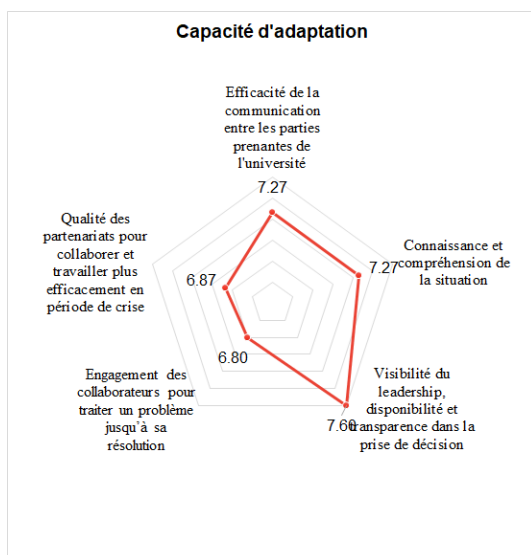 Capacité d'adaptation
Efficacité de la
communication
entre les parties
prenantes de
l'université
7.27
Connaissance et
compréhension de
la situation
7.27
Visibilité du
leadership,
disponibilité et
transparence dans la
prise de décision
7.60
Engagement des
collaborateurs pour
traiter un problème
jusqu'à sa
résolution
6.80
Qualité des
partenariats pour
collaborer et
travailler plus
efficacement en
période de crise
6.87